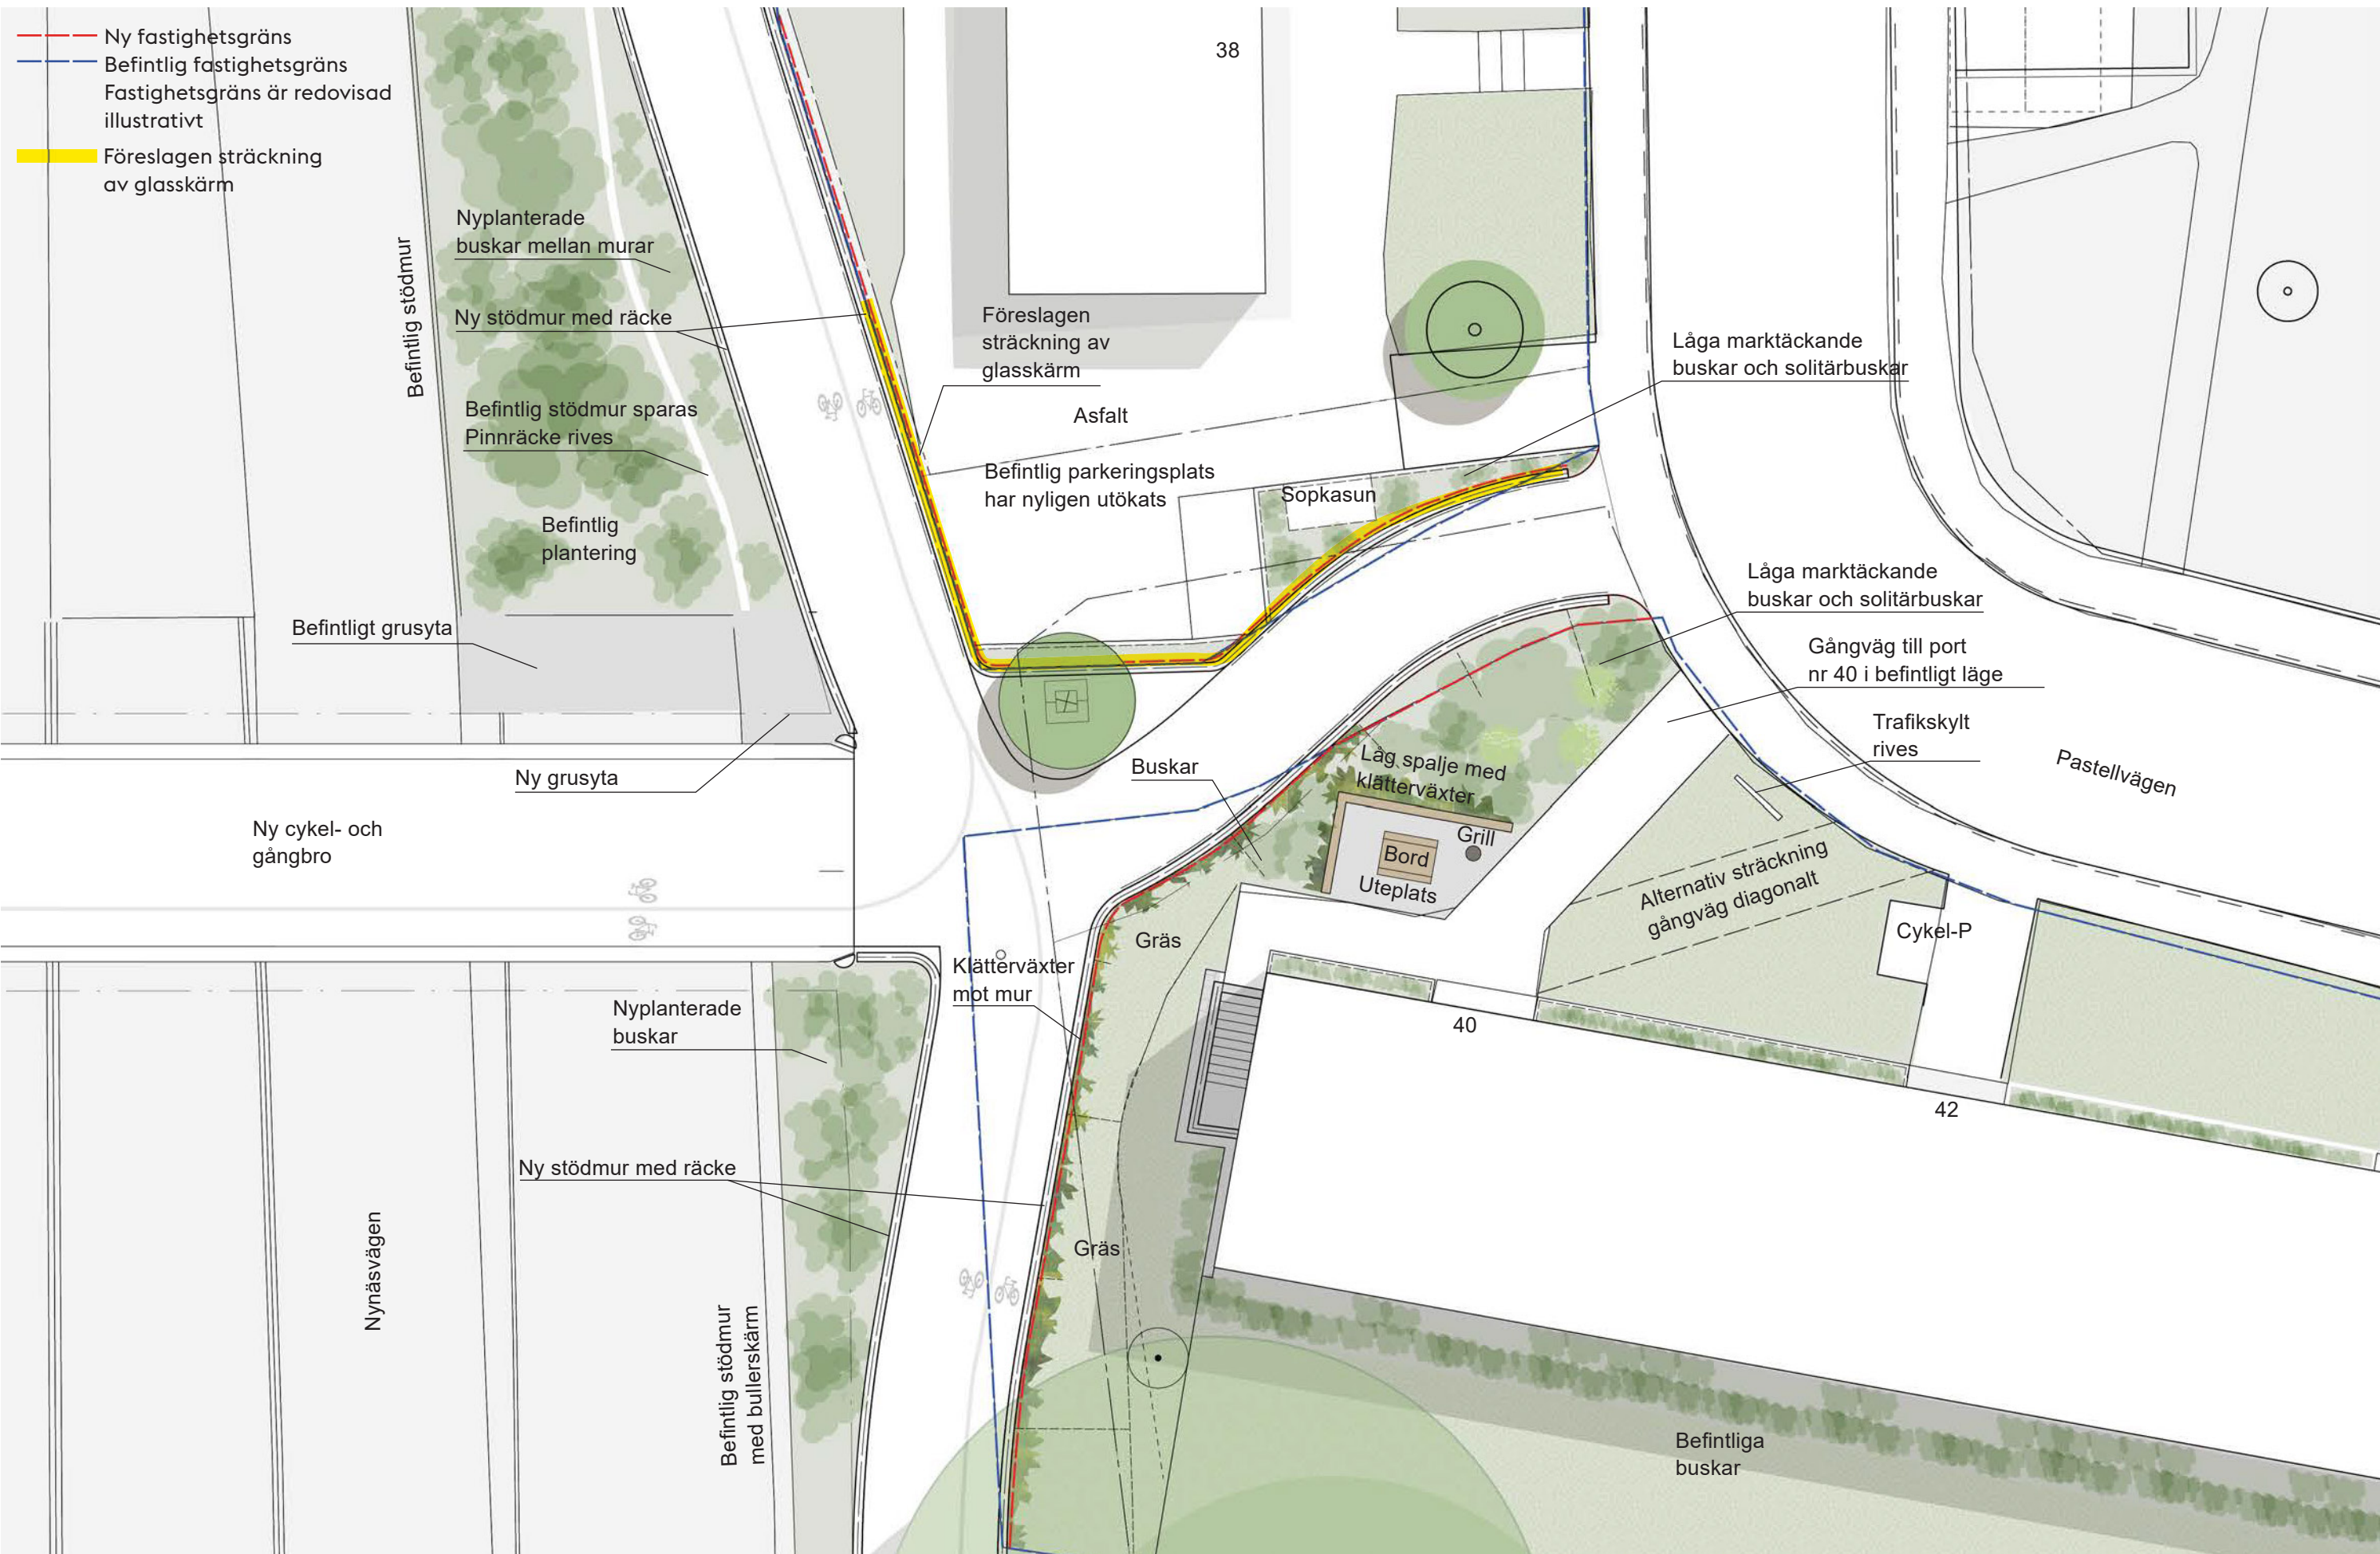 Ny fastighetsgräns
Befintlig fastighetsgräns
Fastighetsgräns är redovisad
illustrativt
Föreslagen sträckning
av glasskärm
38
Nyplanterade
buskar mellan murar
Befintlig stödmur
Ny stödmur med räcke
Föreslagen
sträckning av
glasskärm
Låga marktäckande
buskar och solitärbuskar
Befintlig stödmur sparas
Pinnräcke rives
Asfalt
Befintlig parkeringsplats
har nyligen utökats
Sopkasun
Befintlig
plantering
Låga marktäckande
buskar och solitärbuskar
Befintligt grusyta
Gångväg till port
nr 40 i befintligt läge
Trafikskylt
rives
Pastellvägen
Ny grusyta
Buskar
Låg spalje med
klätterväxter
Grill
Bord
Uteplats
Ny cykel- och
gångbro
Alternativ sträckning
gångväg diagonalt
Cykel-P
Gräs
Klätterväxter
mot mur
Nyplanterade
buskar
40
42
Ny stödmur med räcke
Gräs
Nynäsvägen
Befintlig stödmur
med bullerskärm
Befintliga
buskar